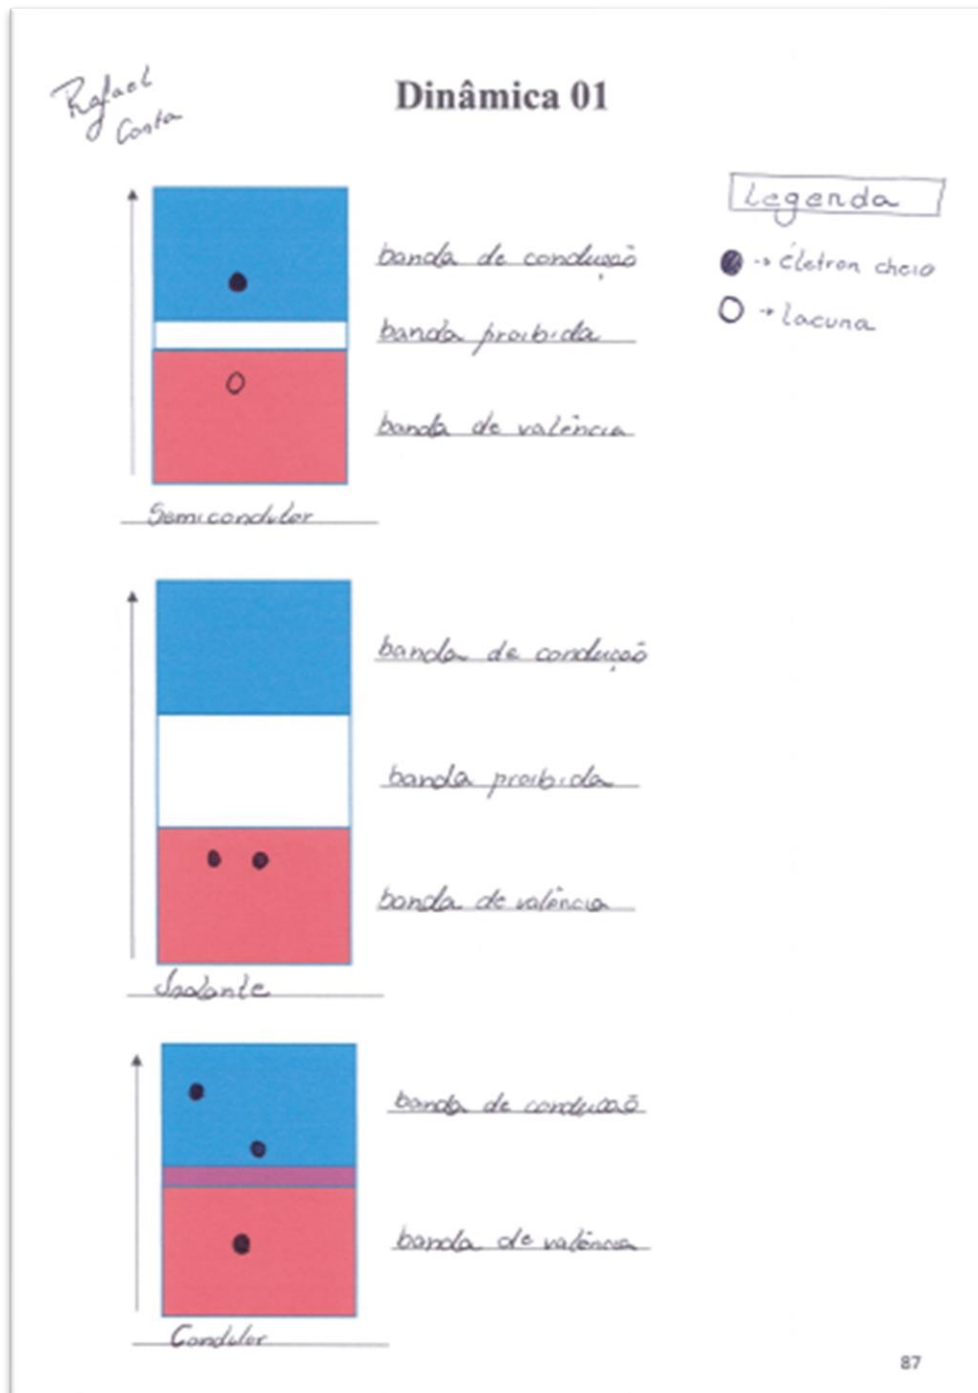 Rafael
Costa
Dinâmica 01
Legenda
banda de condução
• → életron cheio
banda proibida
○ → lacuna
banda de valência
Semicondutor
banda de condução
banda proibida
banda de valência
Isolante
banda de condução
banda de valência
Condutor
87